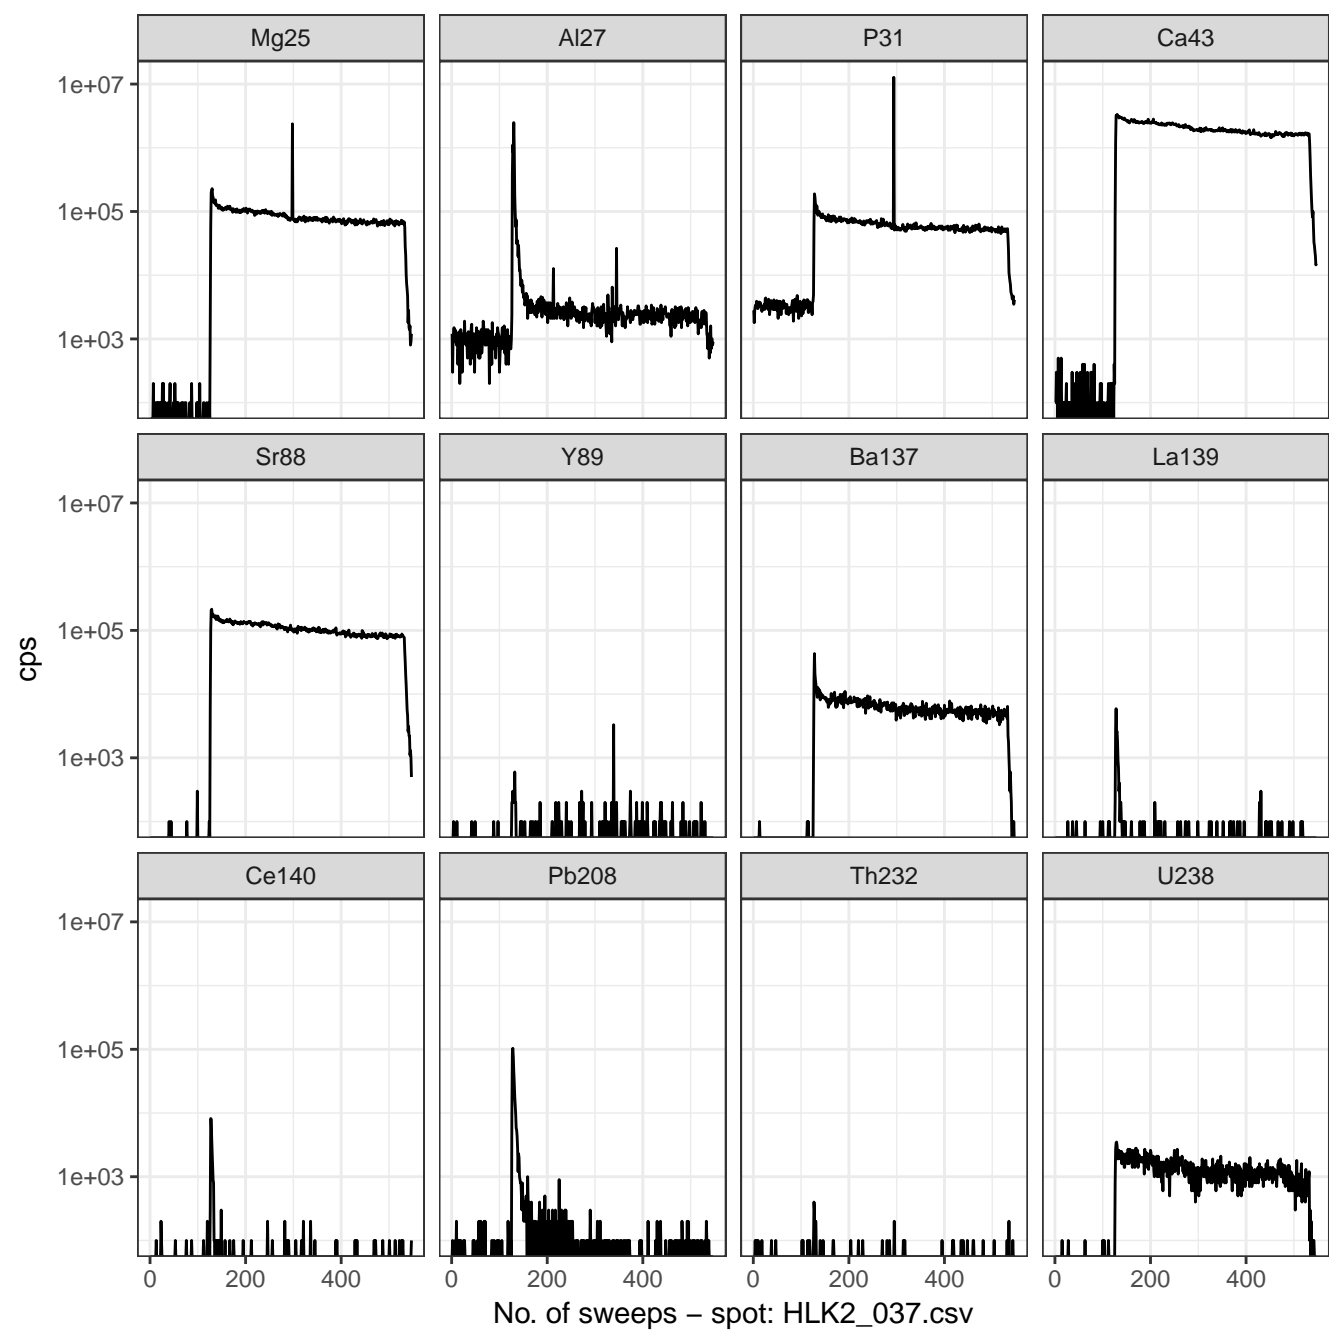 Mg25 Al27 P31 Ca43
1e+07
1e+05
1e+03
Sr88 Y89 Ba137 La139
1e+07
1e+05
1e+03
cps
Ce140 Pb208 Th232 U238
1e+07
1e+05
1e+03
0 200 400 0 200 400 0 200 400 0 200 400
No. of sweeps − spot: HLK2_037.csv